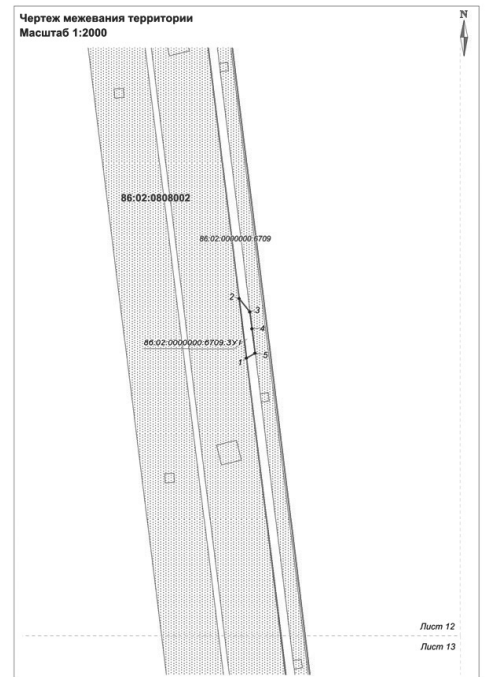 Чертеж межевания территории
Масштаб 1:2000
N
86:02:0808002
86:02:0000000:6709
2
3
4
86:02:0000000:6709:ЗУ1
1
5
Лист 12
Лист 13